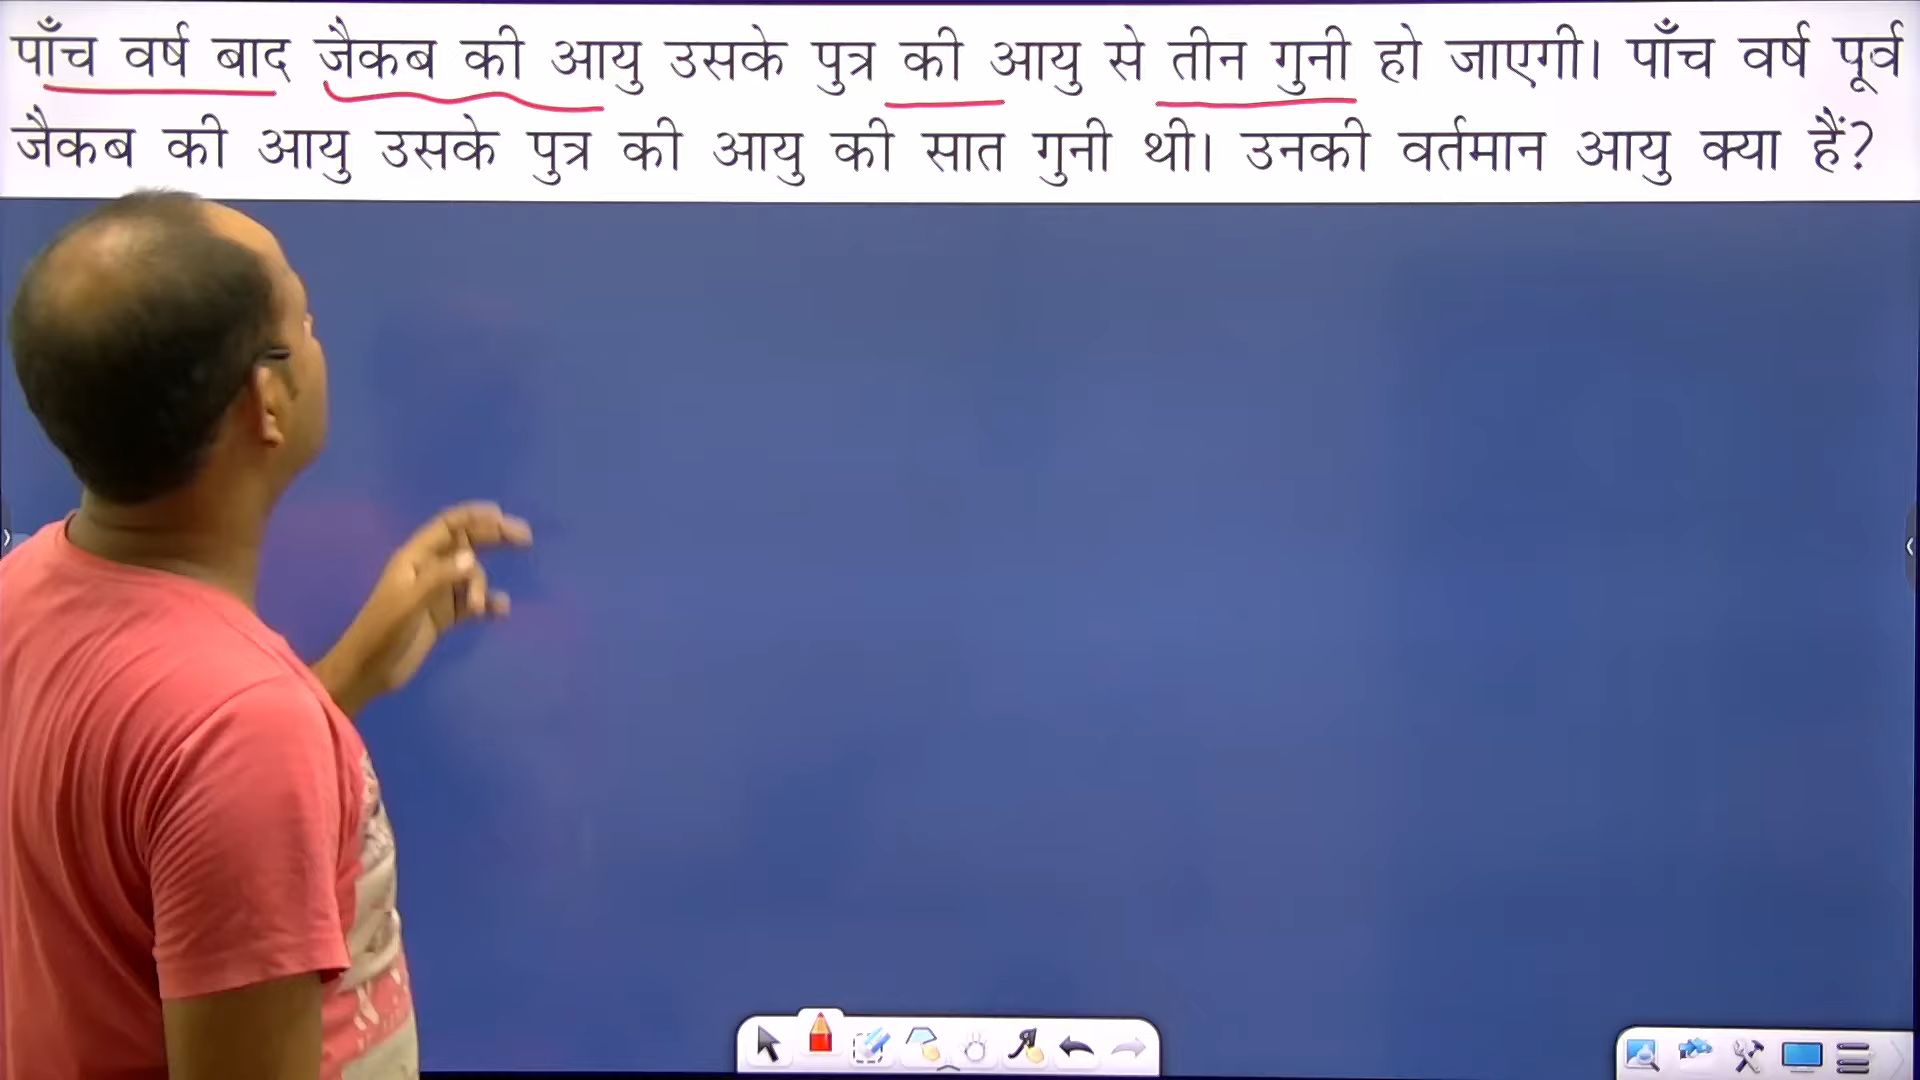 पाँच वर्ष बाद जैकब की आयु उसके पुत्र की आयु से तीन गुनी हो जाएगी। पाँच वर्ष पूर्व
जैकब की आयु उसके पुत्र की आयु की सात गुनी थी। उनकी वर्तमान आयु क्या हैं?